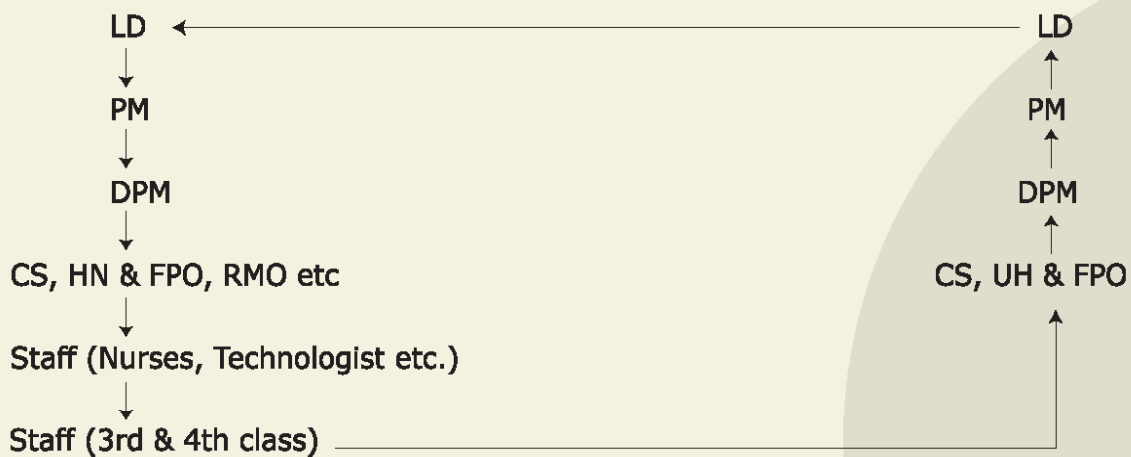 LD
LD
PM
PM
DPM
DPM
CS, HN & FPO, RMO etc
CS, UH & FPO
Staff (Nurses, Technologist etc.)
Staff (3rd & 4th class)